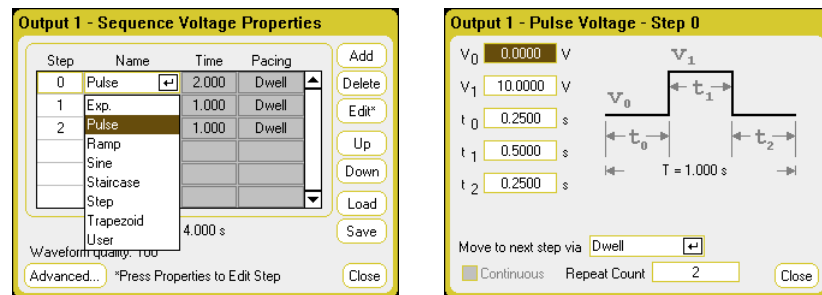 Output 1 - Sequence Voltage Properties
Step Name Time Pacing
0 Pulse 2.000 Dwell
1 Exp. 1.000 Dwell
2 Pulse 1.000 Dwell
Ramp
Sine
Staircase
Step
Trapezoid
User
4.000 s
Waveform quality: 100
Advanced... *Press Properties to Edit Step Close
Add
Delete
Edit*
Up
Down
Load
Save
Output 1 - Pulse Voltage - Step 0
V0 0.0000 V
V1 10.0000 V
t 0 0.2500 s
t 1 0.5000 s
t 2 0.2500 s
V1
V0
t1
t0
t2
T = 1.000 s
Move to next step via Dwell
Continuous Repeat Count 2 Close